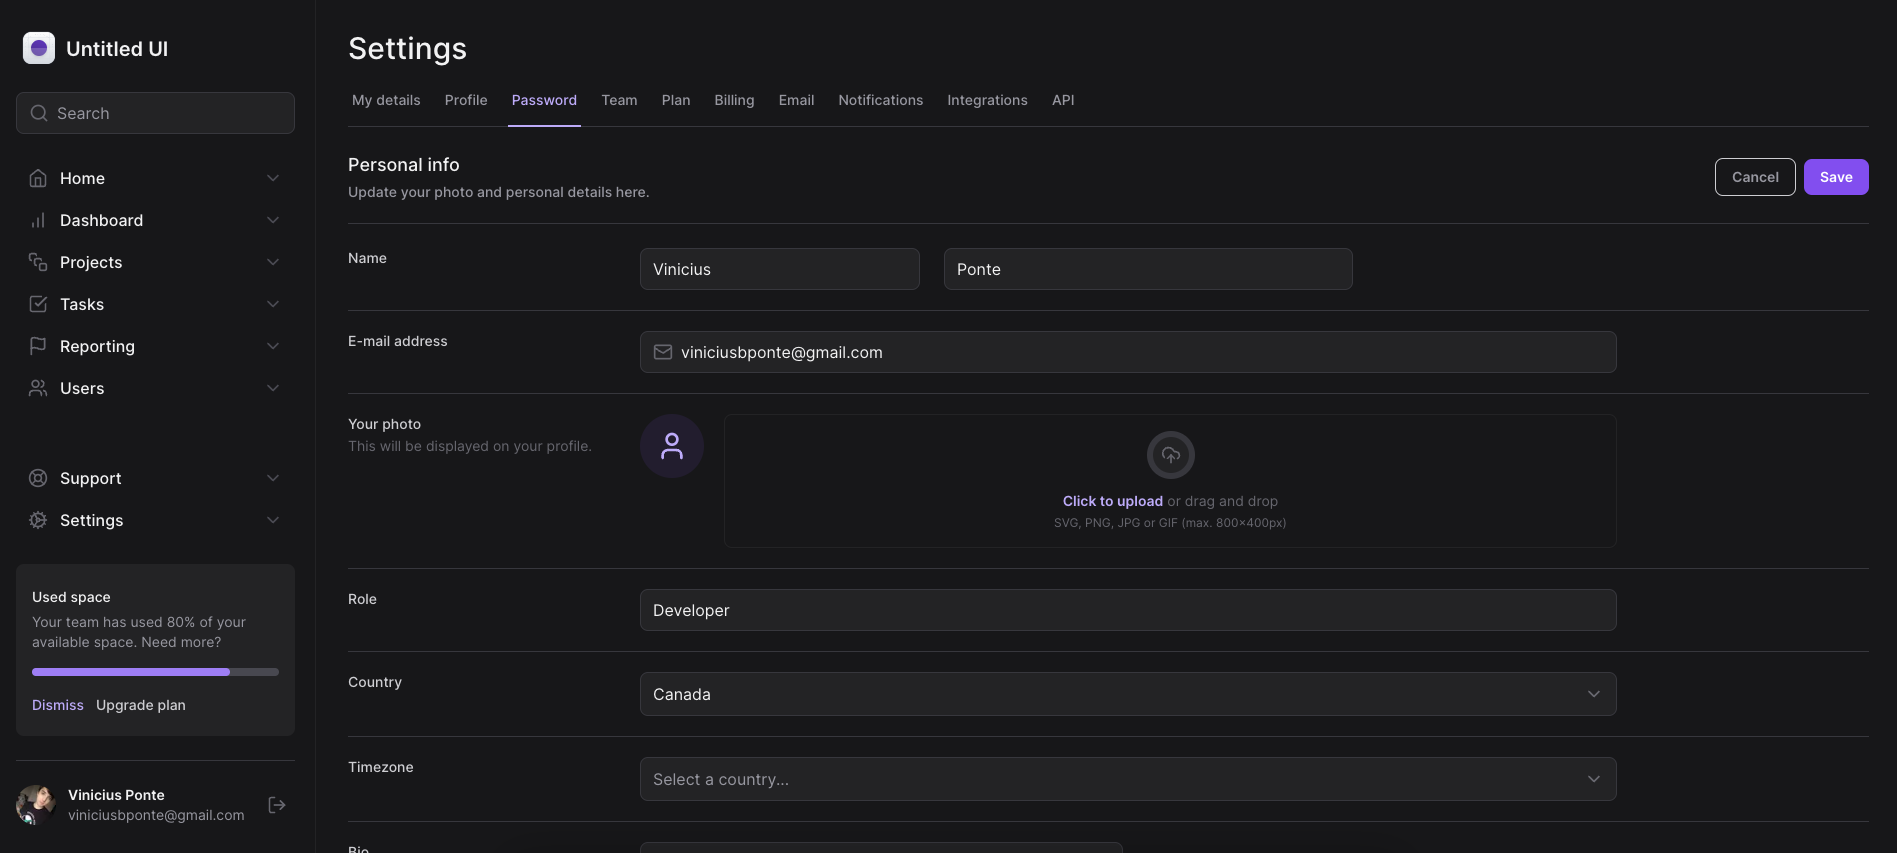 Untitled UI
Search
Home
Dashboard
Projects
Tasks
Reporting
Users
Support
Settings
Used space
Your team has used 80% of your
available space. Need more?
Dismiss Upgrade plan
Vinicius Ponte
viniciusbponte@gmail.com
Settings
My details Profile Password Team Plan Billing Email Notifications Integrations API
Personal info
Update your photo and personal details here.
Cancel Save
Name Vinicius Ponte
E-mail address viniciusbponte@gmail.com
Your photo
This will be displayed on your profile.
Click to upload or drag and drop
SVG, PNG, JPG or GIF (max. 800×400px)
Role Developer
Country Canada
Timezone Select a country...
Bio